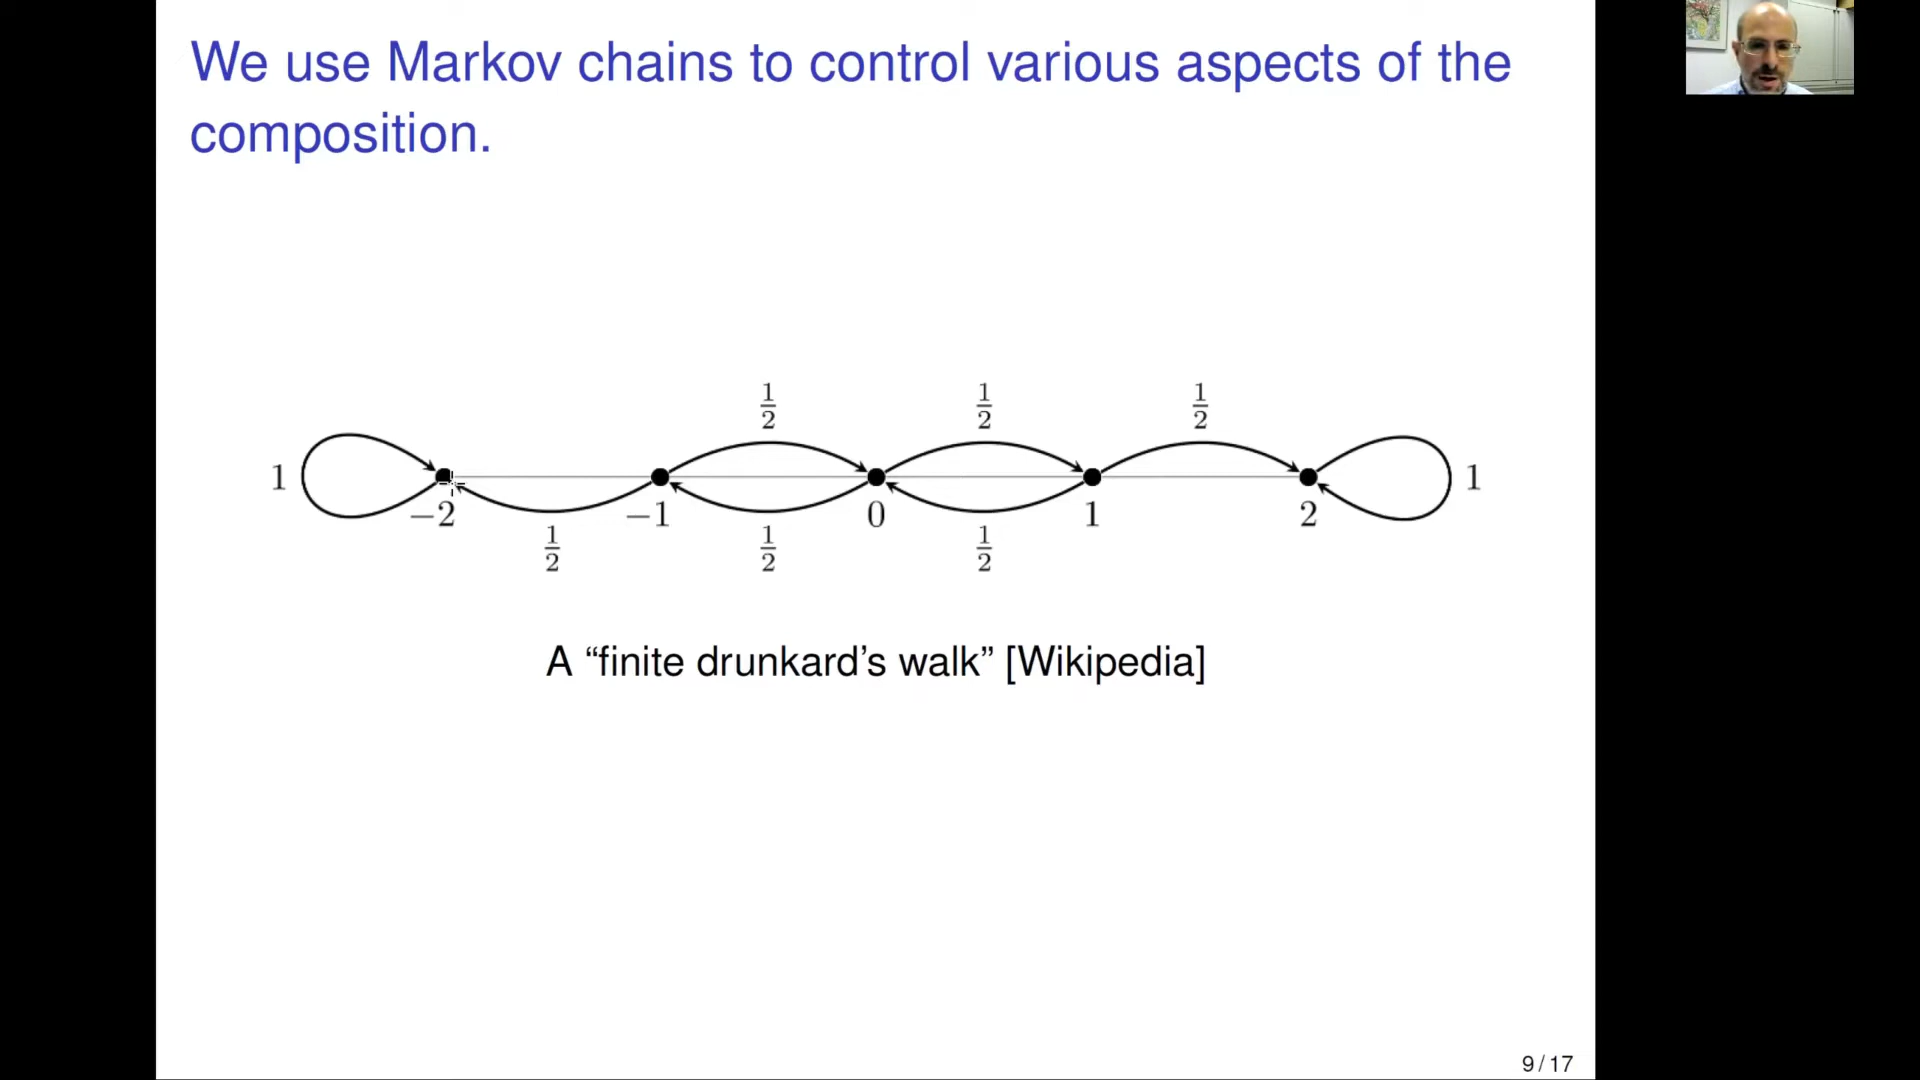 We use Markov chains to control various aspects of the
composition.
1/2 1/2 1/2
1 1
−2 −1 0 1 2
1/2 1/2 1/2
A “finite drunkard’s walk” [Wikipedia]
9 / 17